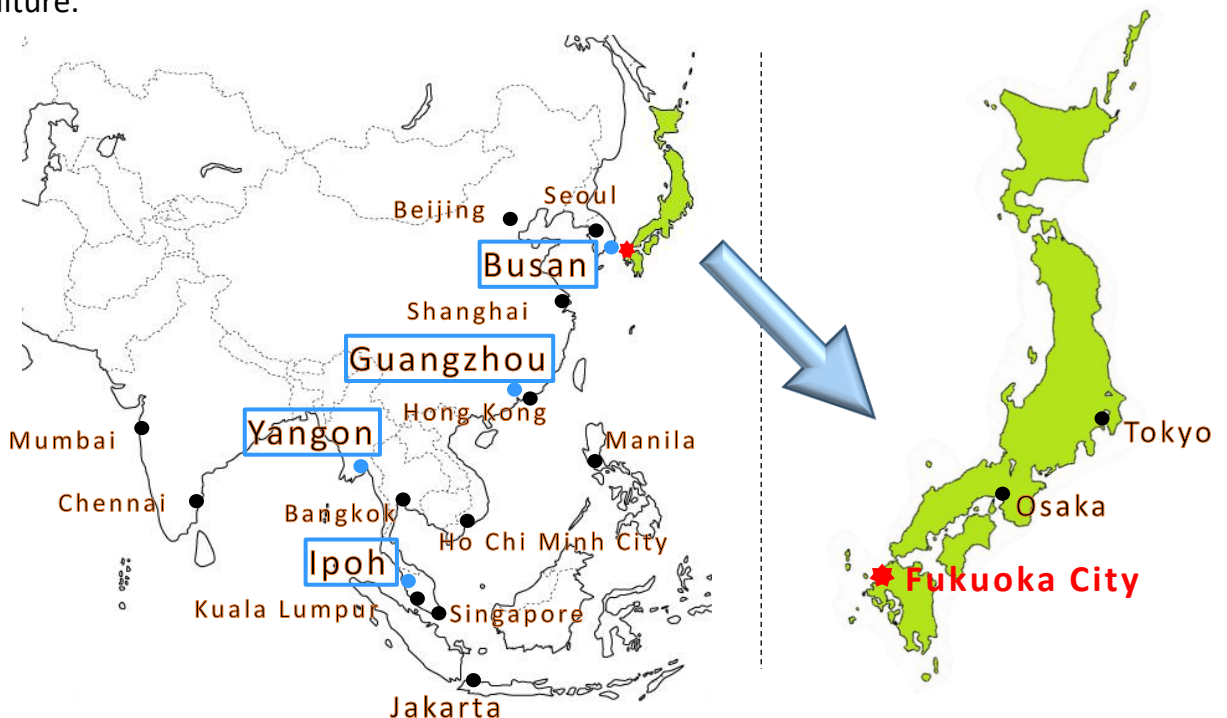 ulture.
Seoul
Beijing
Busan
Shanghai
Guangzhou
Hong Kong
Yangon
Mumbai
Manila
Chennai
Bangkok
Ho Chi Minh City
Ipoh
Kuala Lumpur
Singapore
Jakarta
Tokyo
Osaka
Fukuoka City